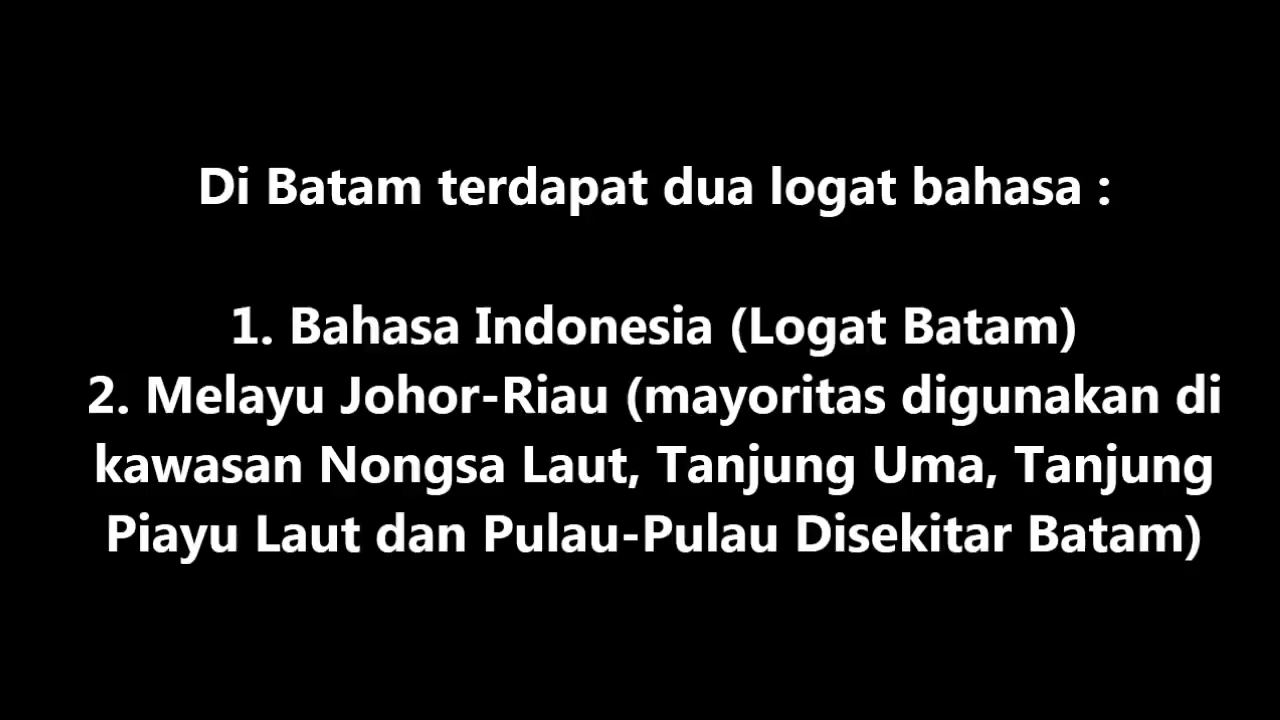 Di Batam terdapat dua logat bahasa :
1. Bahasa Indonesia (Logat Batam)
2. Melayu Johor-Riau (mayoritas digunakan di
kawasan Nongsa Laut, Tanjung Uma, Tanjung
Piayu Laut dan Pulau-Pulau Disekitar Batam)